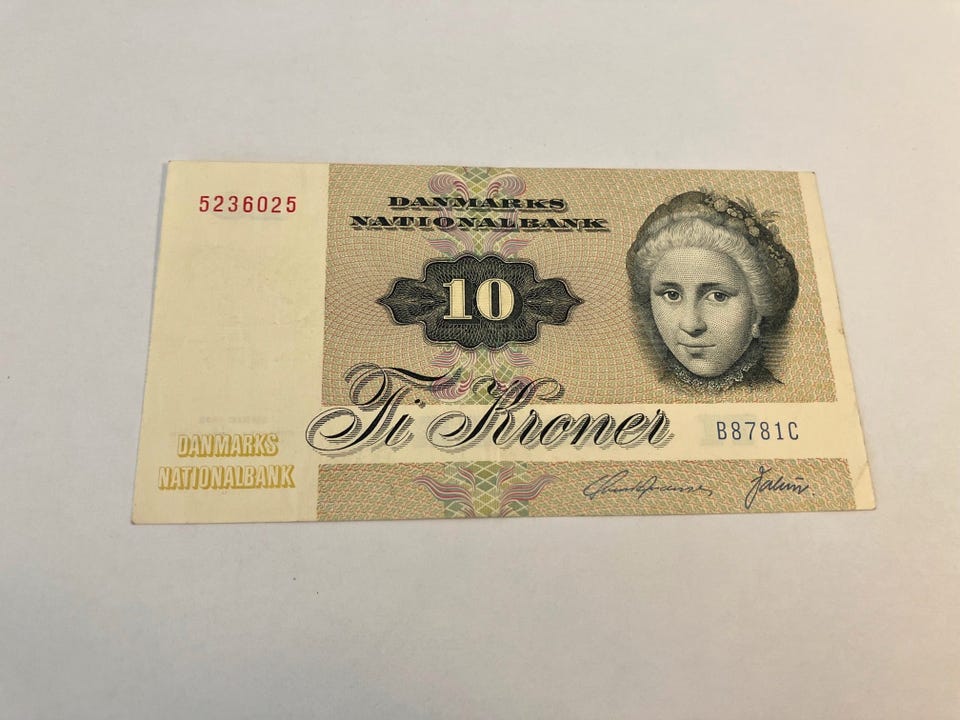 5236025
DANMARKS
NATIONALBANK
10
Ti Kroner
B8781C
DANMARKS
NATIONALBANK